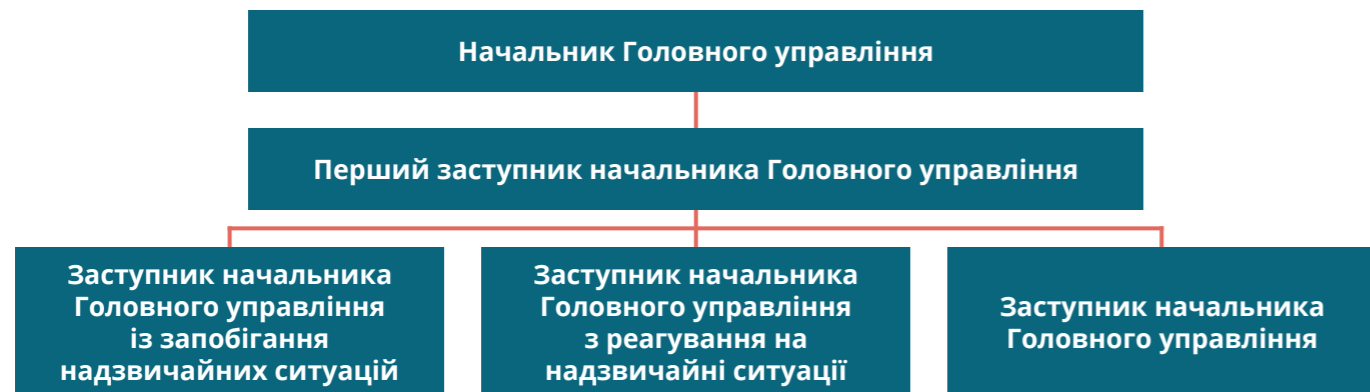 Начальник Головного управління
Перший заступник начальника Головного управління
Заступник начальника
Головного управління
із запобігання
надзвичайних ситуацій
Заступник начальника
Головного управління
з реагування на
надзвичайні ситуації
Заступник начальника
Головного управління